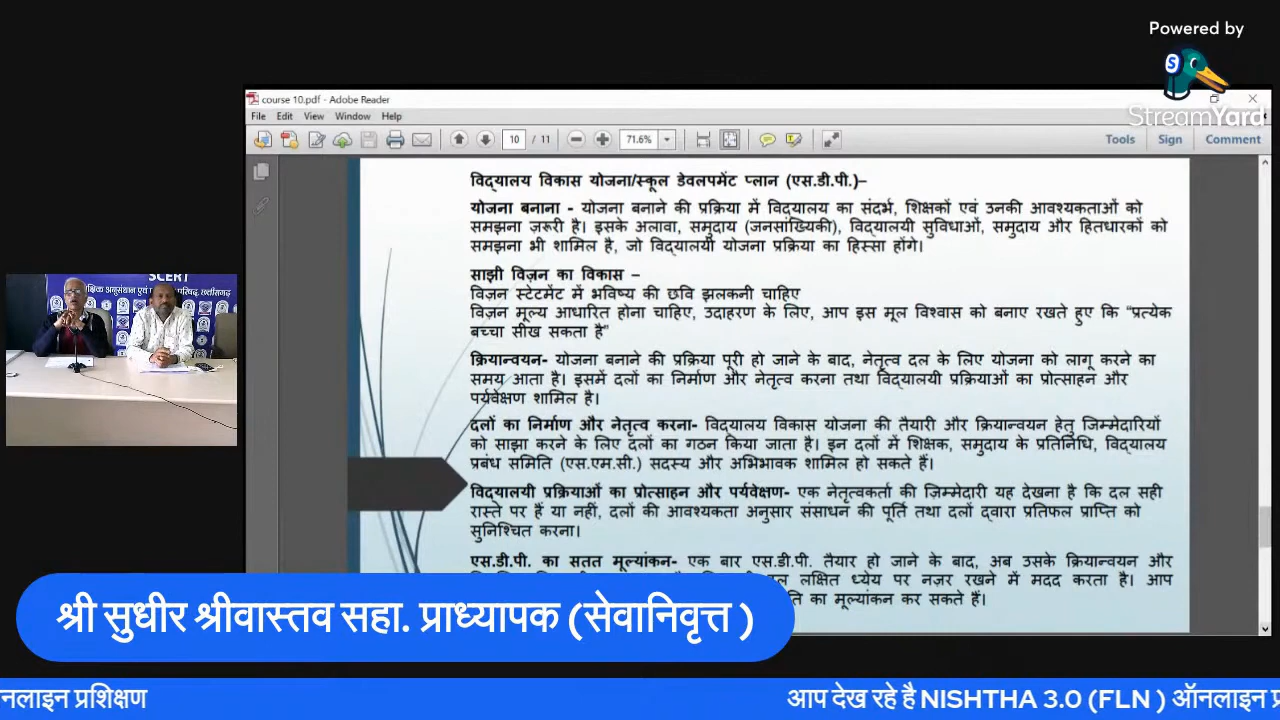 Powered by
StreamYard
course 10.pdf - Adobe Reader
File Edit View Window Help
10 / 11 71.6% Tools Sign Comment
विद्यालय विकास योजना/स्कूल डेवलपमेंट प्लान (एस.डी.पी.)–
योजना बनाना - योजना बनाने की प्रक्रिया में विद्यालय का संदर्भ, शिक्षकों एवं उनकी आवश्यकताओं को
समझना ज़रूरी है। इसके अलावा, समुदाय (जनसांख्यिकी), विद्यालयी सुविधाओं, समुदाय और हितधारकों को
समझना भी शामिल है, जो विद्यालयी योजना प्रक्रिया का हिस्सा होंगे।
साझी विज़न का विकास –
विज़न स्टेटमेंट में भविष्य की छवि झलकनी चाहिए
विज़न मूल्य आधारित होना चाहिए, उदाहरण के लिए, आप इस मूल विश्वास को बनाए रखते हुए कि “प्रत्येक
बच्चा सीख सकता है”
क्रियान्वयन- योजना बनाने की प्रक्रिया पूरी हो जाने के बाद, नेतृत्व दल के लिए योजना को लागू करने का
समय आता है। इसमें दलों का निर्माण और नेतृत्व करना तथा विद्यालयी प्रक्रियाओं का प्रोत्साहन और
पर्यवेक्षण शामिल है।
दलों का निर्माण और नेतृत्व करना- विद्यालय विकास योजना की तैयारी और क्रियान्वयन हेतु जिम्मेदारियों
को साझा करने के लिए दलों का गठन किया जाता है। इन दलों में शिक्षक, समुदाय के प्रतिनिधि, विद्यालय
प्रबंध समिति (एस.एम.सी.) सदस्य और अभिभावक शामिल हो सकते हैं।
विद्यालयी प्रक्रियाओं का प्रोत्साहन और पर्यवेक्षण- एक नेतृत्वकर्ता की ज़िम्मेदारी यह देखना है कि दल सही
रास्ते पर हैं या नहीं, दलों की आवश्यकता अनुसार संसाधन की पूर्ति तथा दलों द्वारा प्रतिफल प्राप्ति को
सुनिश्चित करना।
एस.डी.पी. का सतत मूल्यांकन- एक बार एस.डी.पी. तैयार हो जाने के बाद, अब उसके क्रियान्वयन और
लक्षित ध्येय पर नज़र रखने में मदद करता है। आप
का मूल्यांकन कर सकते हैं।
SCERT
अनुसंधान एवं परिषद, छत्तीसगढ़
श्री सुधीर श्रीवास्तव सहा. प्राध्यापक (सेवानिवृत्त )
नलाइन प्रशिक्षण आप देख रहे है NISHTHA 3.0 (FLN ) ऑनलाइन प्र